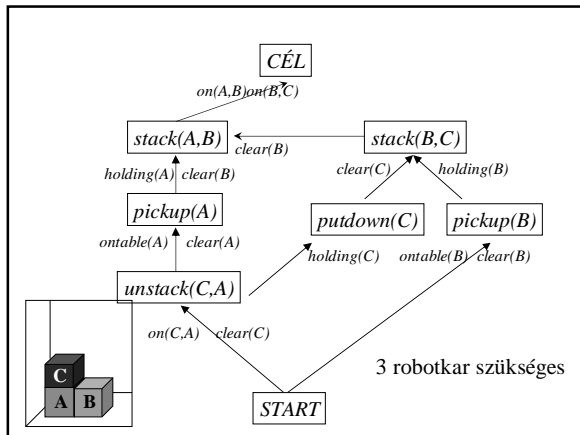 CÉL
on(A,B) on(B,C)
stack(A,B)
stack(B,C)
clear(B)
holding(A) clear(B)
clear(C) holding(B)
pickup(A)
putdown(C)
pickup(B)
ontable(A) clear(A)
holding(C)
ontable(B) clear(B)
unstack(C,A)
on(C,A) clear(C)
C
A B
3 robotkar szükséges
START